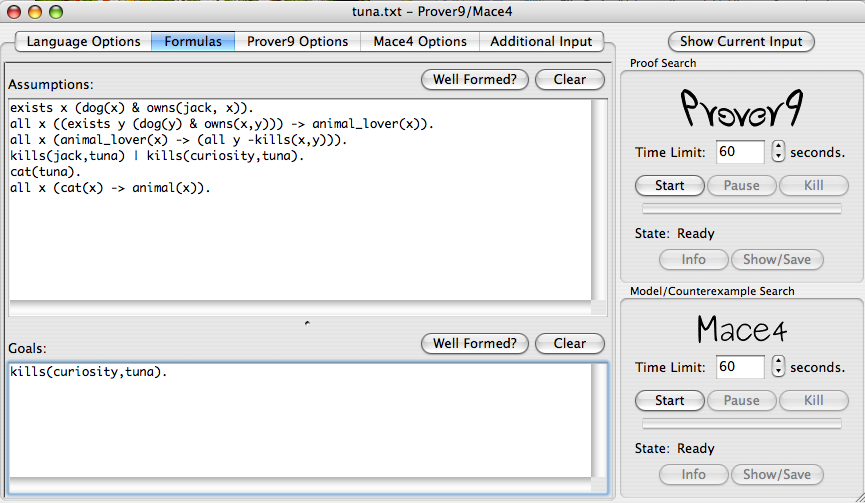 tuna.txt – Prover9/Mace4
Language Options Formulas Prover9 Options Mace4 Options Additional Input
Show Current Input
Assumptions:
Well Formed? Clear
exists x (dog(x) & owns(jack, x)).
all x ((exists y (dog(y) & owns(x,y))) -> animal_lover(x)).
all x (animal_lover(x) -> (all y -kills(x,y))).
kills(jack,tuna) | kills(curiosity,tuna).
cat(tuna).
all x (cat(x) -> animal(x)).
Goals:
Well Formed? Clear
kills(curiosity,tuna).
Proof Search
Prover9
Time Limit: 60 seconds.
Start Pause Kill
State: Ready
Info Show/Save
Model/Counterexample Search
Mace4
Time Limit: 60 seconds.
Start Pause Kill
State: Ready
Info Show/Save